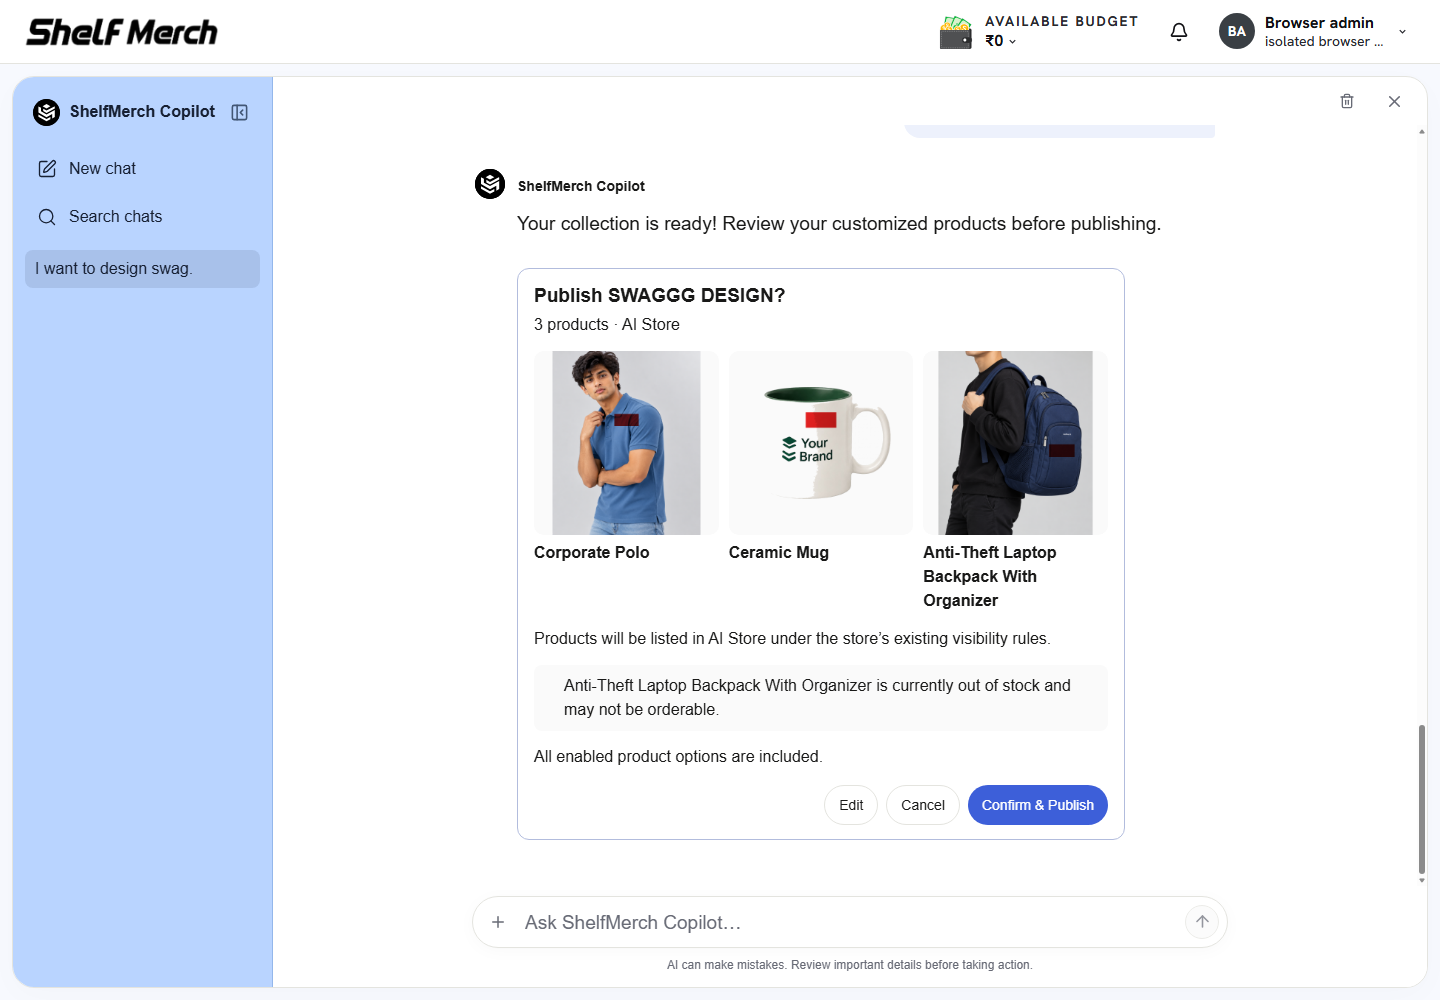 Shelf Merch
AVAILABLE BUDGET
₹0
BA
Browser admin
isolated browser ...
ShelfMerch Copilot
New chat
Search chats
I want to design swag.
ShelfMerch Copilot
Your collection is ready! Review your customized products before publishing.
Publish SWAGGG DESIGN?
3 products · AI Store
Your
Brand
Corporate Polo
Ceramic Mug
Anti-Theft Laptop
Backpack With
Organizer
Products will be listed in AI Store under the store’s existing visibility rules.
Anti-Theft Laptop Backpack With Organizer is currently out of stock and
may not be orderable.
All enabled product options are included.
Edit
Cancel
Confirm & Publish
Ask ShelfMerch Copilot…
AI can make mistakes. Review important details before taking action.